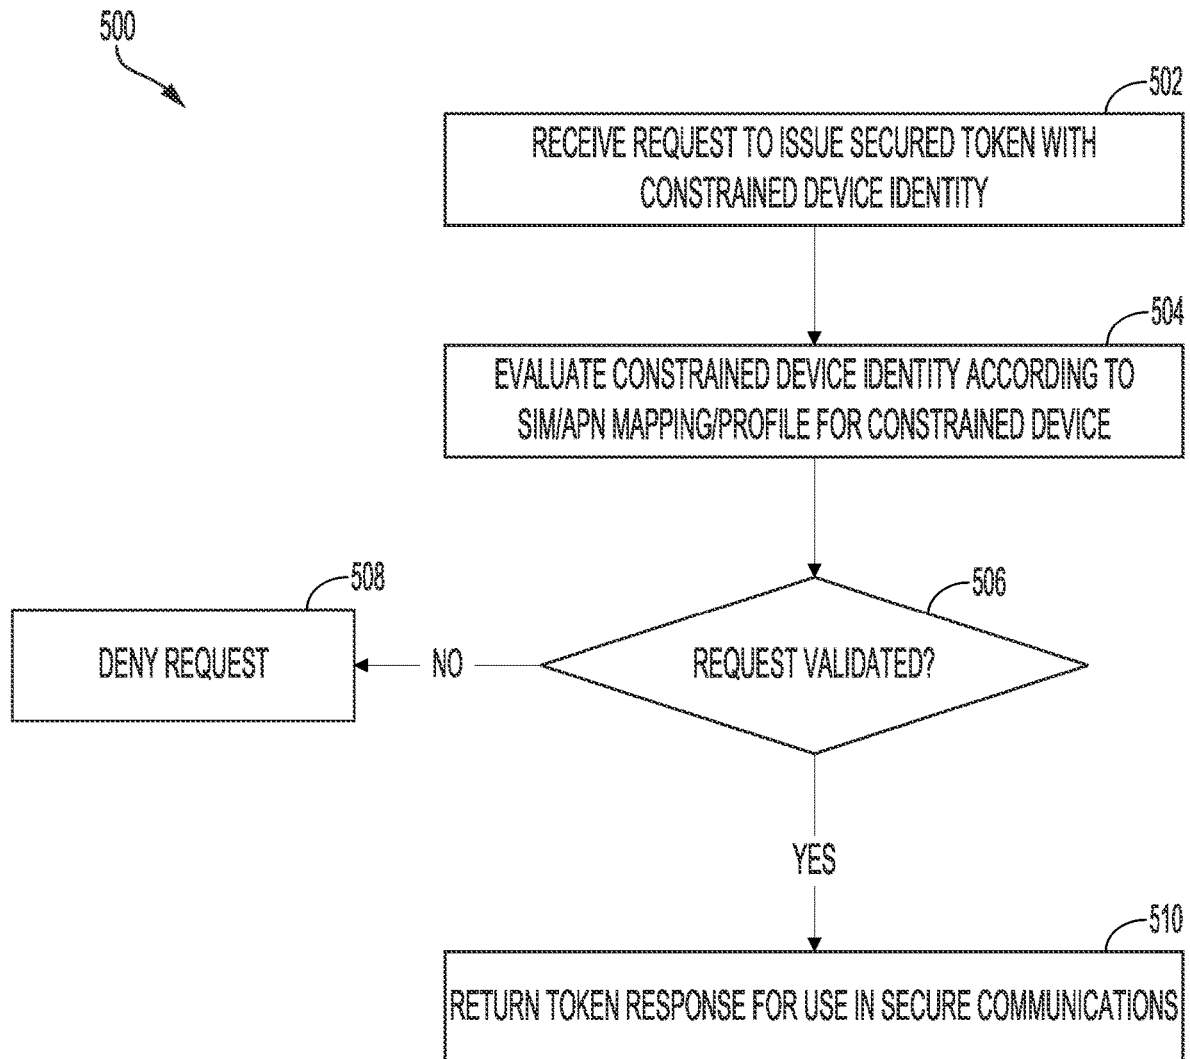 500
502
RECEIVE REQUEST TO ISSUE SECURED TOKEN WITH
CONSTRAINED DEVICE IDENTITY
504
EVALUATE CONSTRAINED DEVICE IDENTITY ACCORDING TO
SIM/APN MAPPING/PROFILE FOR CONSTRAINED DEVICE
506
REQUEST VALIDATED?
508
DENY REQUEST
NO
YES
510
RETURN TOKEN RESPONSE FOR USE IN SECURE COMMUNICATIONS